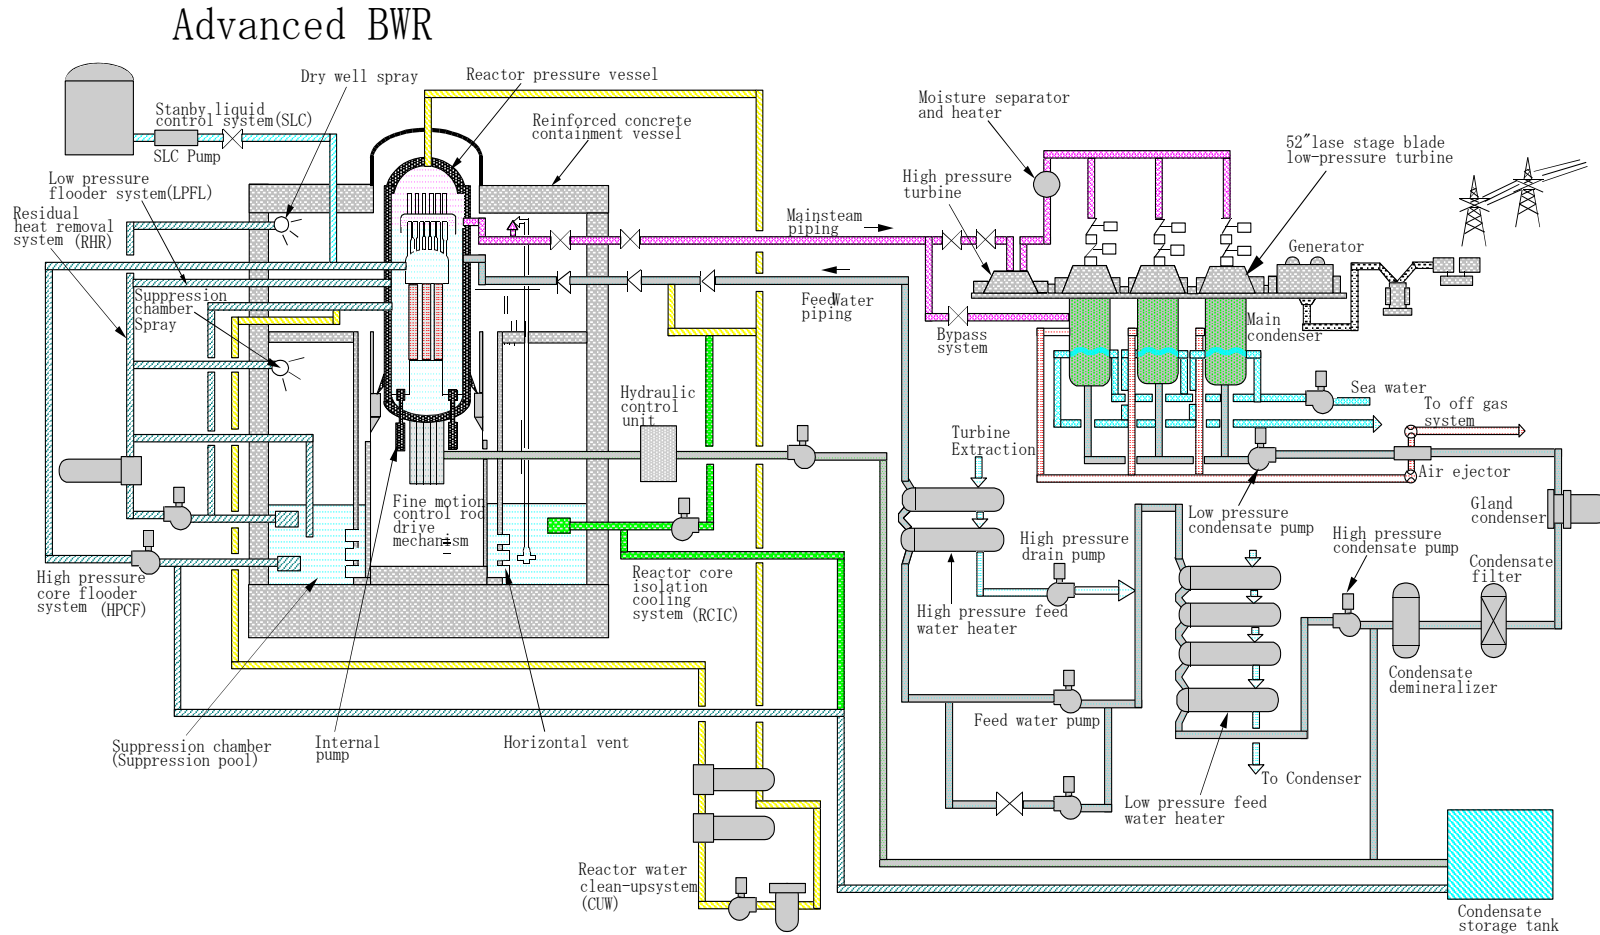 Advanced BWR
Dry well spray
Reactor pressure vessel
Stanby liquid
control system(SLC)
SLC Pump
Reinforced concrete
containment vessel
Low pressure
flooder system(LPFL)
Residual
heat removal
system (RHR)
Suppression
chamber
Spray
Moisture separator
and heater
High pressure
turbine
52″lase stage blade
low-pressure turbine
Mainsteam
piping
Generator
FeedWater
piping
Bypass
system
Main
condenser
Sea water
Hydraulic
control
unit
To off gas
system
Turbine
Extraction
Air ejector
Fine motion
control rod
drive
mechanism
Low pressure
condensate pump
Gland
condenser
High pressure
drain pump
High pressure
condensate pump
High pressure
core flooder
system (HPCF)
Reactor core
isolation
cooling
system (RCIC)
Condensate
filter
High pressure feed
water heater
Condensate
demineralizer
Feed water pump
Suppression chamber
(Suppression pool)
Internal
pump
Horizontal vent
To Condenser
Low pressure feed
water heater
Reactor water
clean-upsystem
(CUW)
Condensate
storage tank